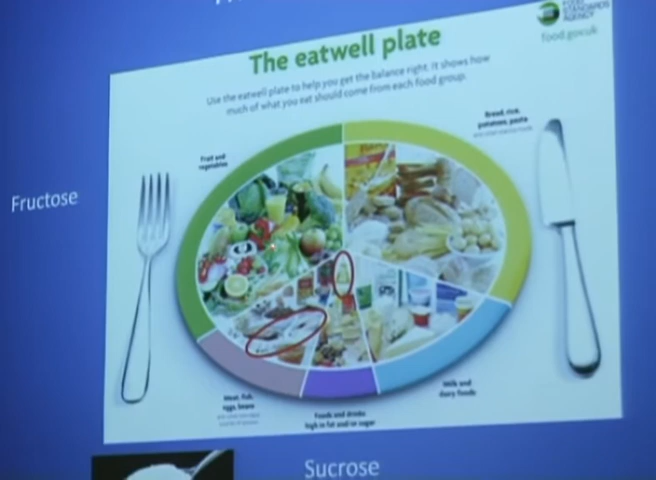 FOOD
STANDARDS
AGENCY
food.gov.uk
The eatwell plate
Use the eatwell plate to help you get the balance right. It shows how
much of what you eat should come from each food group.
Bread, rice,
potatoes, pasta
Fruit and
vegetables
Fructose
Meat, fish,
eggs, beans
Foods and drinks
high in fat and/or sugar
Milk and
dairy foods
Sucrose